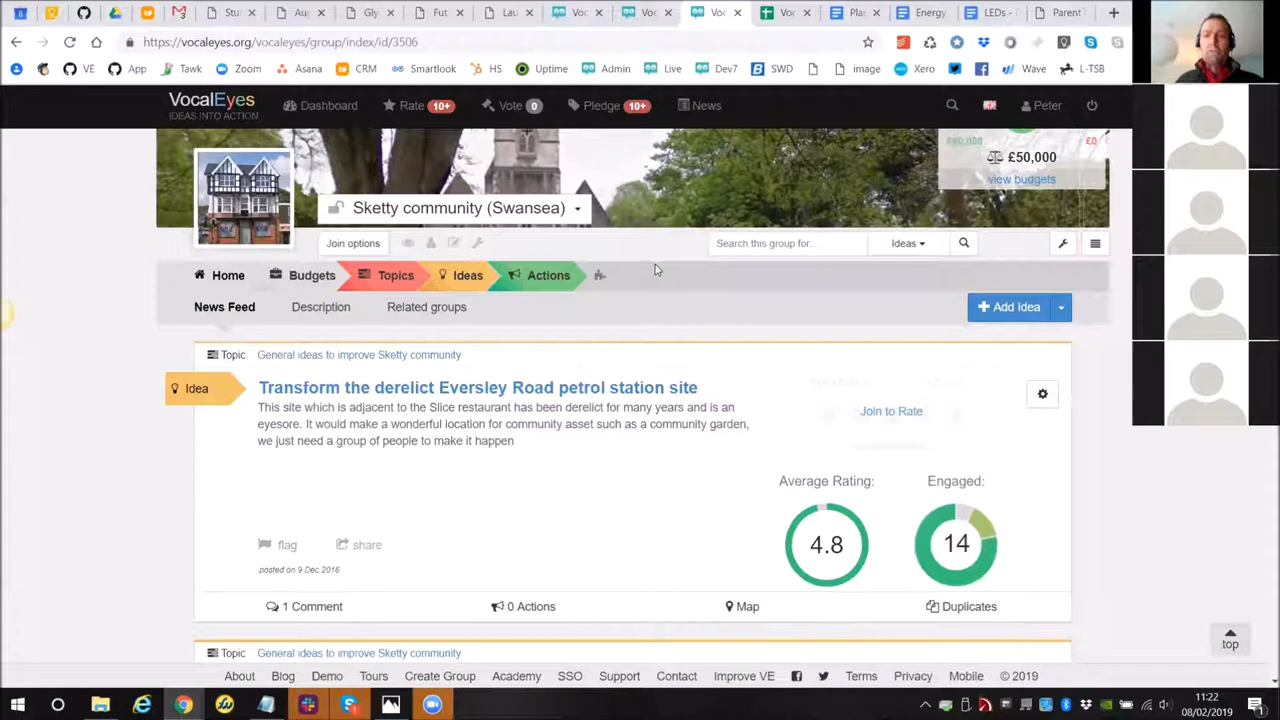 Stu
Aug
Gly
Fut
Lau
Voc
Voc
Voc
Voc
Pla
Energy
LEDs -
Parent
https://vocaleyes.org/vocaleyes/group/index/id/3506
VE
App
Tawk
Zoom
Asana
CRM
Smartlook
HS
Uptime
Admin
Live
Dev7
SWD
image
Xero
Wave
L-TSB
VocalEyes
IDEAS INTO ACTION
Dashboard
Rate 10+
Vote 0
Pledge 10+
News
Peter
£0
£50,000
view budgets
Sketty community (Swansea)
Join options
Search this group for...
Ideas
Home
Budgets
Topics
Ideas
Actions
News Feed
Description
Related groups
Add Idea
Topic
General ideas to improve Sketty community
Idea
Transform the derelict Eversley Road petrol station site
This site which is adjacent to the Slice restaurant has been derelict for many years and is an
eyesore. It would make a wonderful location for community asset such as a community garden,
we just need a group of people to make it happen
Join to Rate
Average Rating:
Engaged:
4.8
14
flag
share
posted on 9 Dec 2016
1 Comment
0 Actions
Map
Duplicates
Topic
General ideas to improve Sketty community
top
About
Blog
Demo
Tours
Create Group
Academy
SSO
Support
Contact
Improve VE
Terms
Privacy
Mobile
© 2019
11:22
08/02/2019